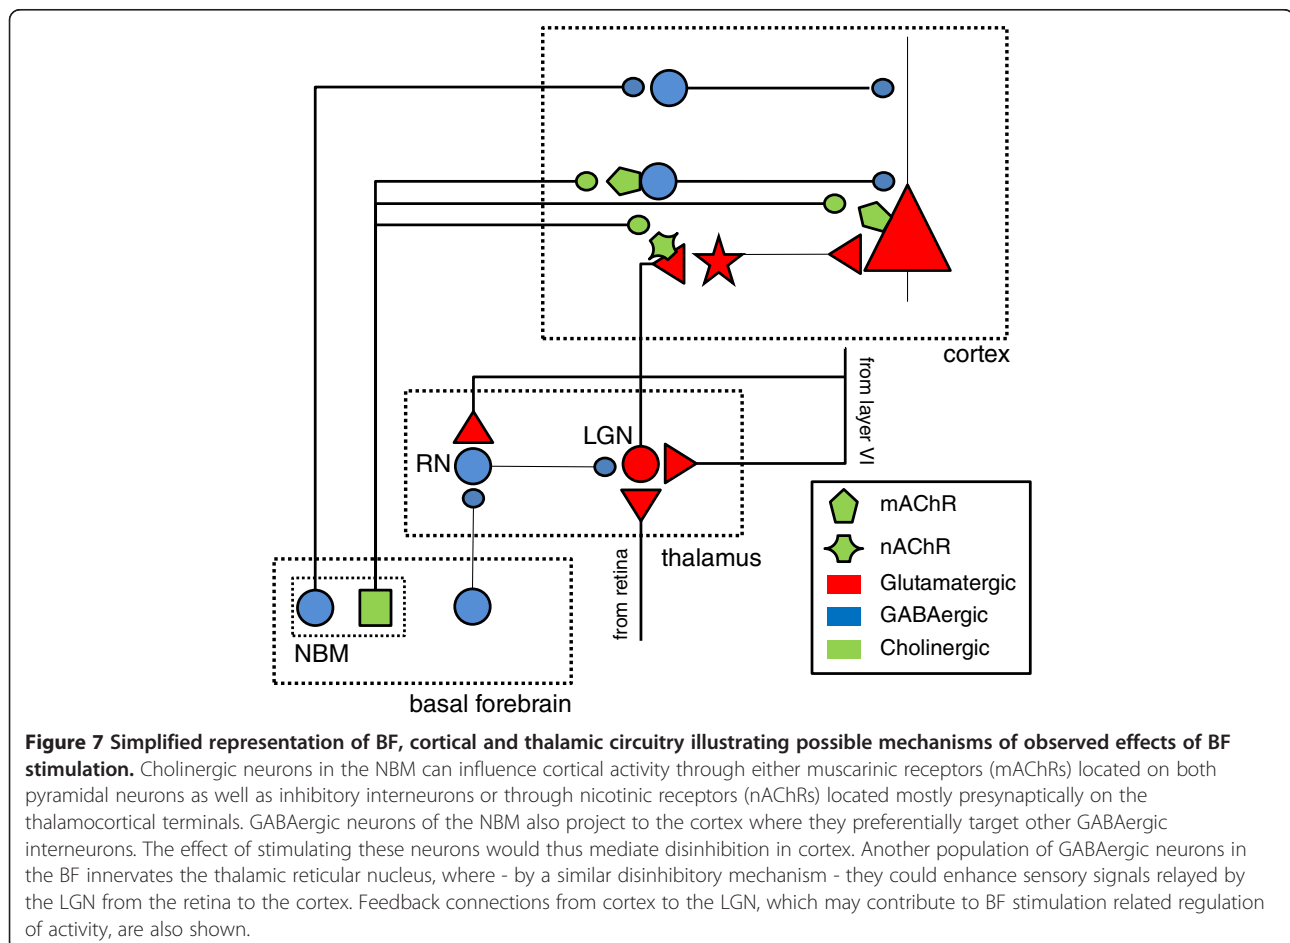 cortex
from layer VI
LGN
RN
thalamus
from retina
NBM
basal forebrain
mAChR
nAChR
Glutamatergic
GABAergic
Cholinergic
Figure 7 Simplified representation of BF, cortical and thalamic circuitry illustrating possible mechanisms of observed effects of BF
stimulation. Cholinergic neurons in the NBM can influence cortical activity through either muscarinic receptors (mAChRs) located on both
pyramidal neurons as well as inhibitory interneurons or through nicotinic receptors (nAChRs) located mostly presynaptically on the
thalamocortical terminals. GABAergic neurons of the NBM also project to the cortex where they preferentially target other GABAergic
interneurons. The effect of stimulating these neurons would thus mediate disinhibition in cortex. Another population of GABAergic neurons in
the BF innervates the thalamic reticular nucleus, where - by a similar disinhibitory mechanism - they could enhance sensory signals relayed by
the LGN from the retina to the cortex. Feedback connections from cortex to the LGN, which may contribute to BF stimulation related regulation
of activity, are also shown.